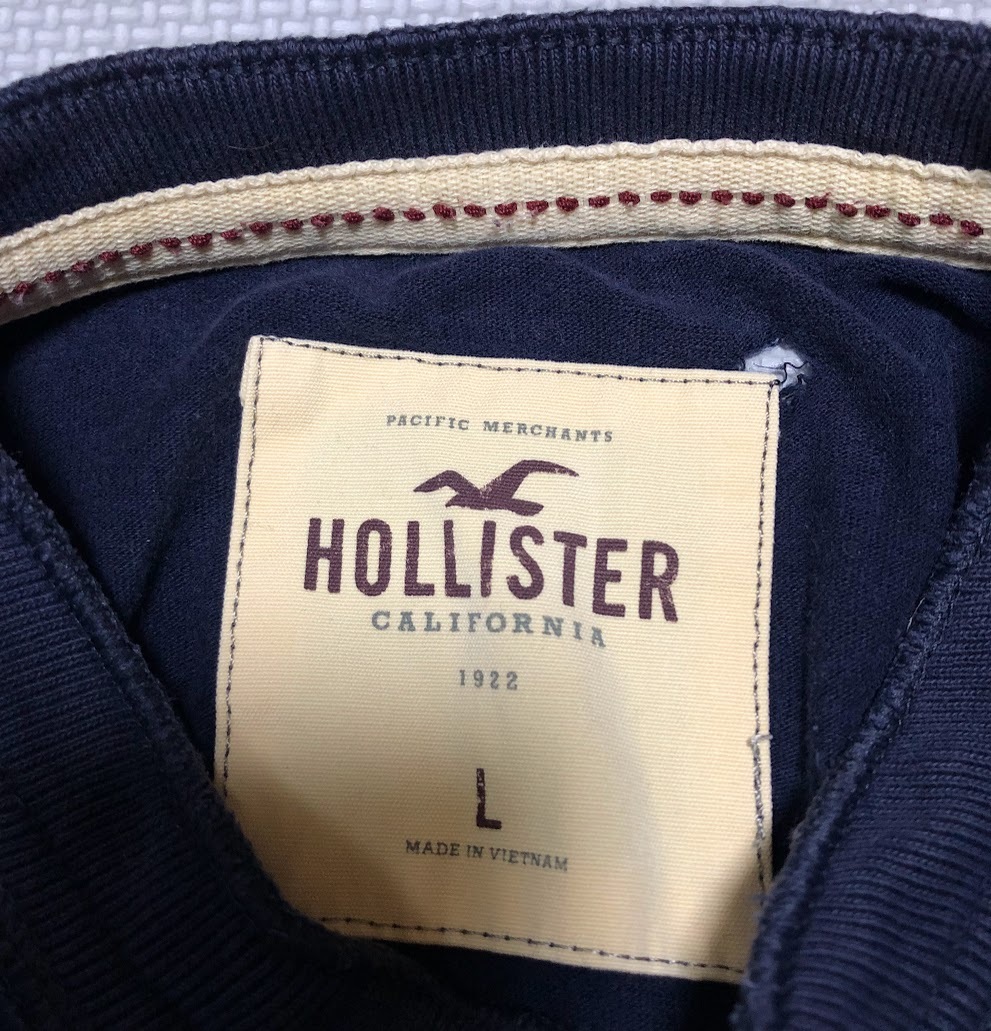 PACIFIC MERCHANTS
HOLLISTER
CALIFORNIA
1922
L
MADE IN VIETNAM